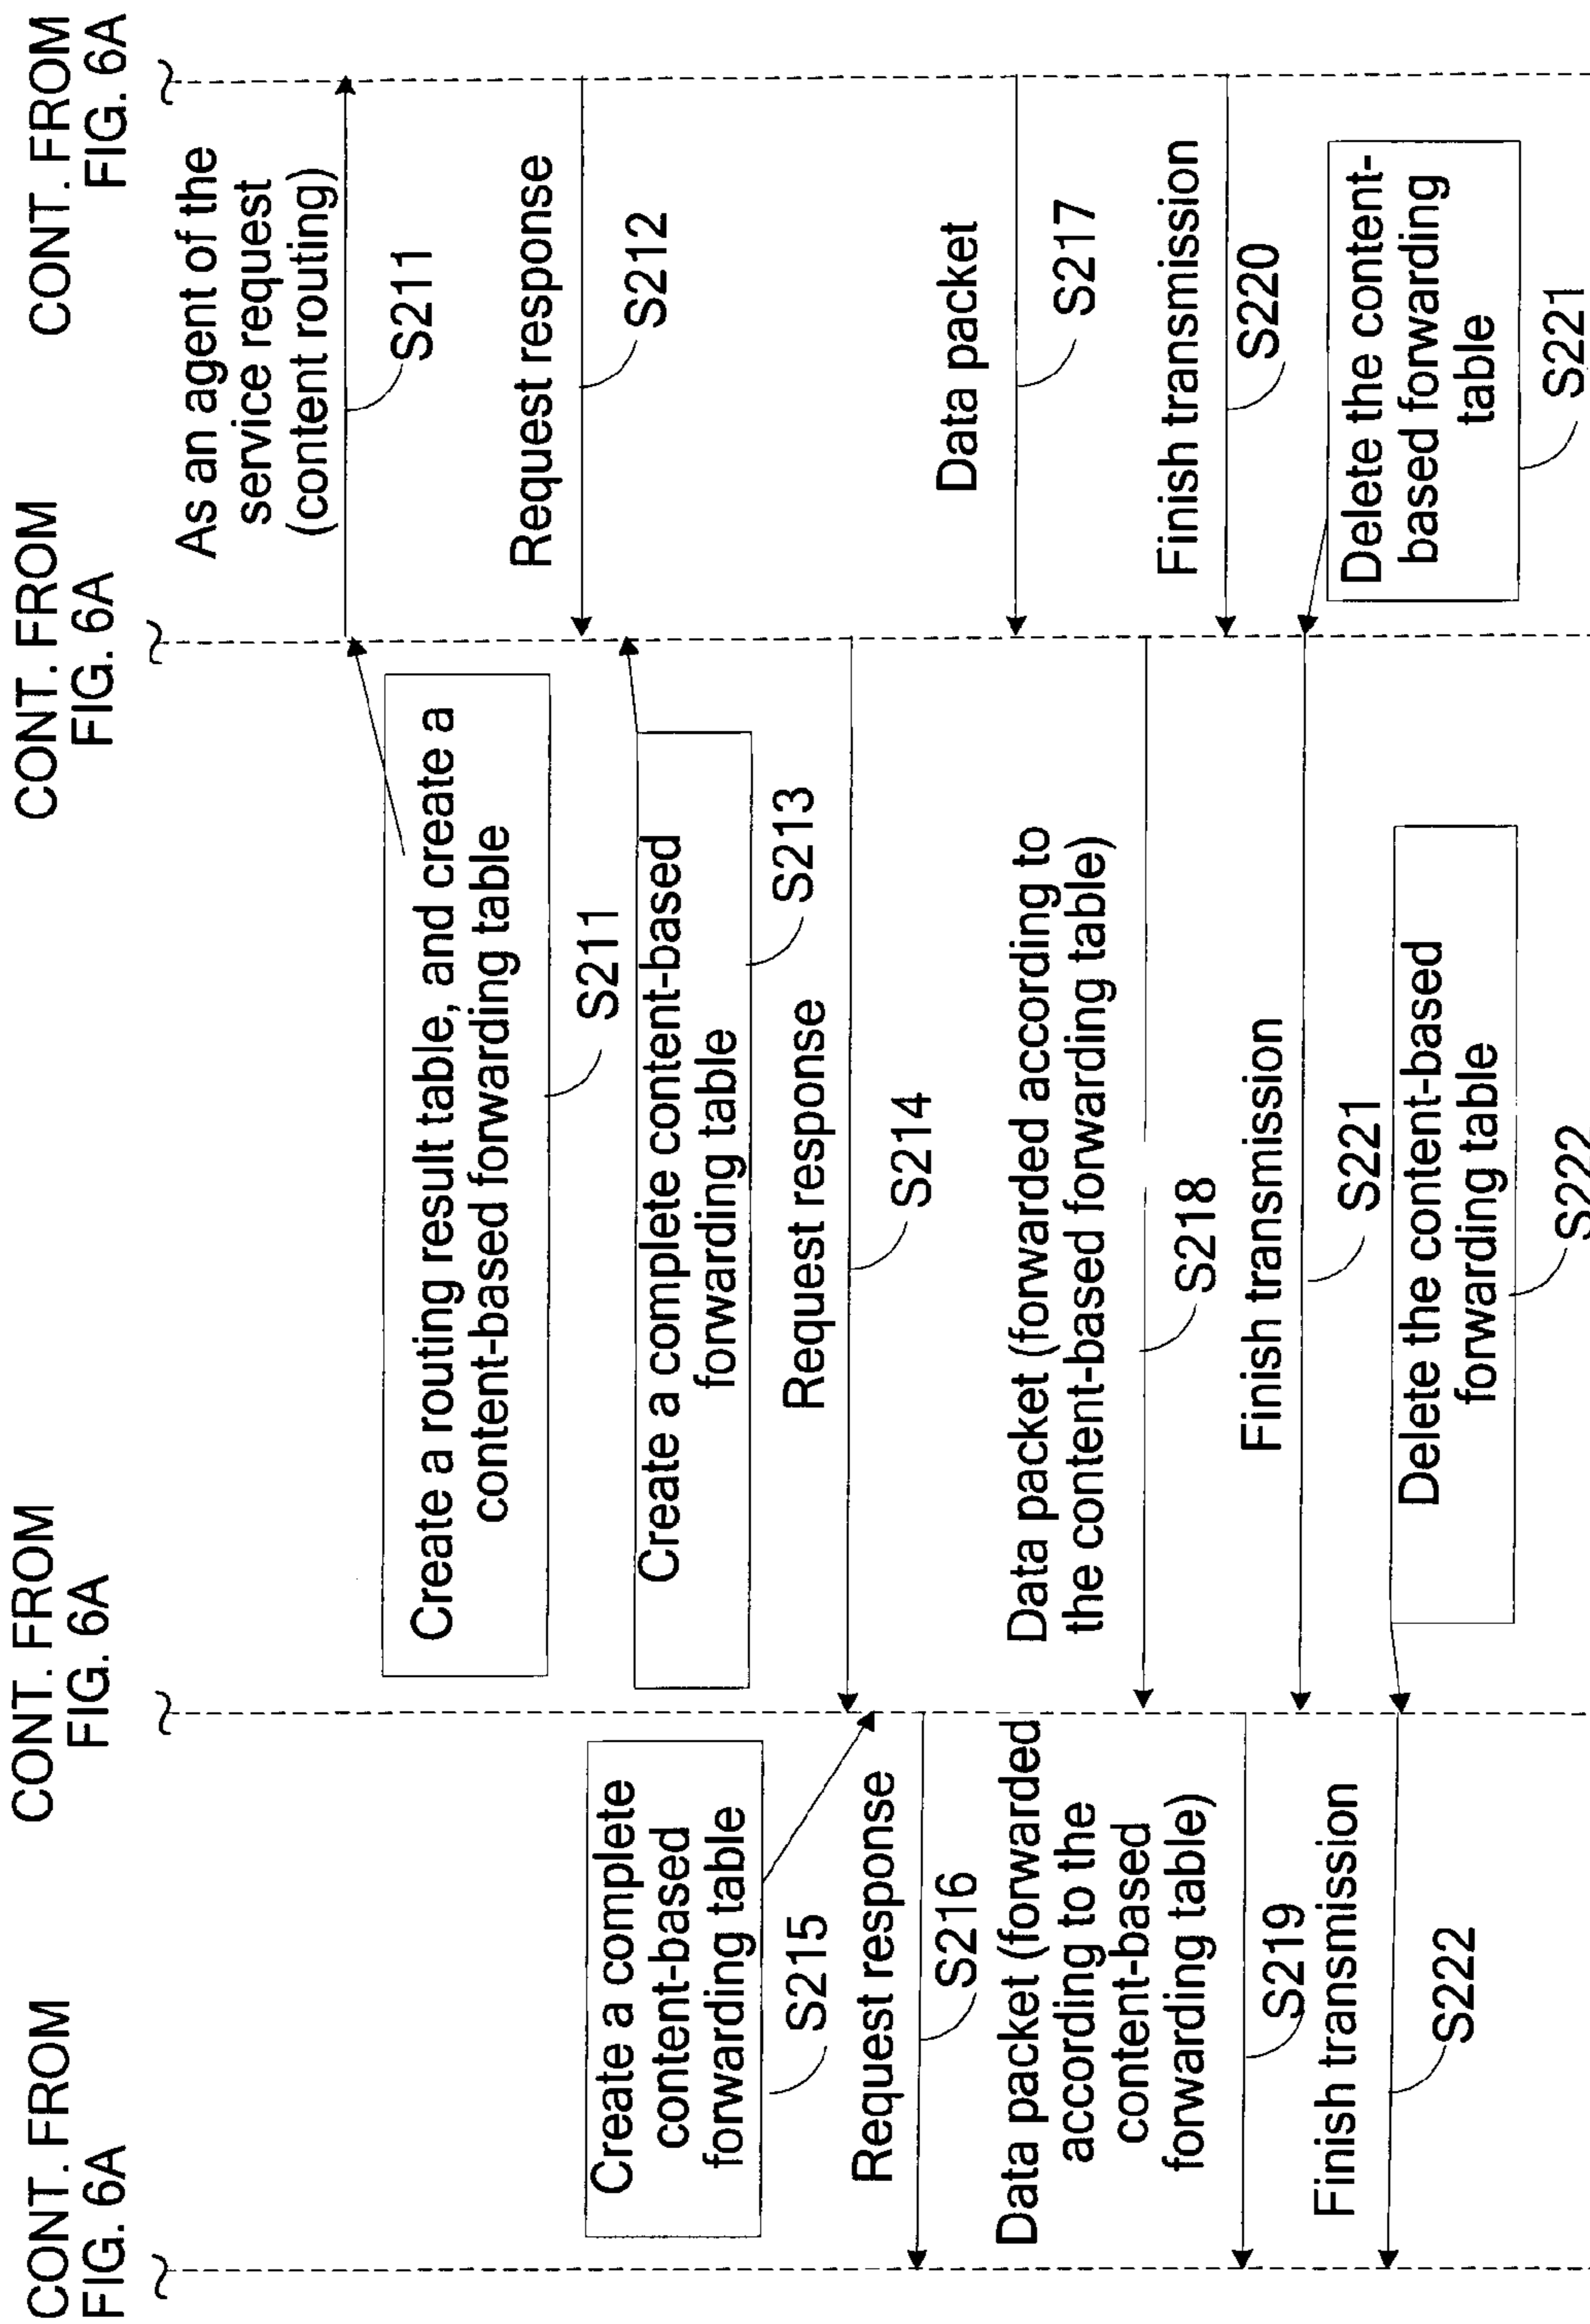 CONT. FROM
FIG. 6A
CONT. FROM
FIG. 6A
CONT. FROM
FIG. 6A
CONT. FROM
FIG. 6A
As an agent of the
service request
(content routing)
S211
Create a routing result table, and create a
content-based forwarding table
S211
Request response
S212
Create a complete content-based
forwarding table
S213
Request response
S214
Create a complete
content-based
forwarding table
S215
Request response
S216
Data packet
S217
Data packet (forwarded according to
the content-based forwarding table)
S218
Data packet (forwarded
according to the
content-based
forwarding table)
S219
Finish transmission
S220
Delete the content-
based forwarding
table
S221
Finish transmission
S221
Delete the content-based
forwarding table
S222
Finish transmission
S222